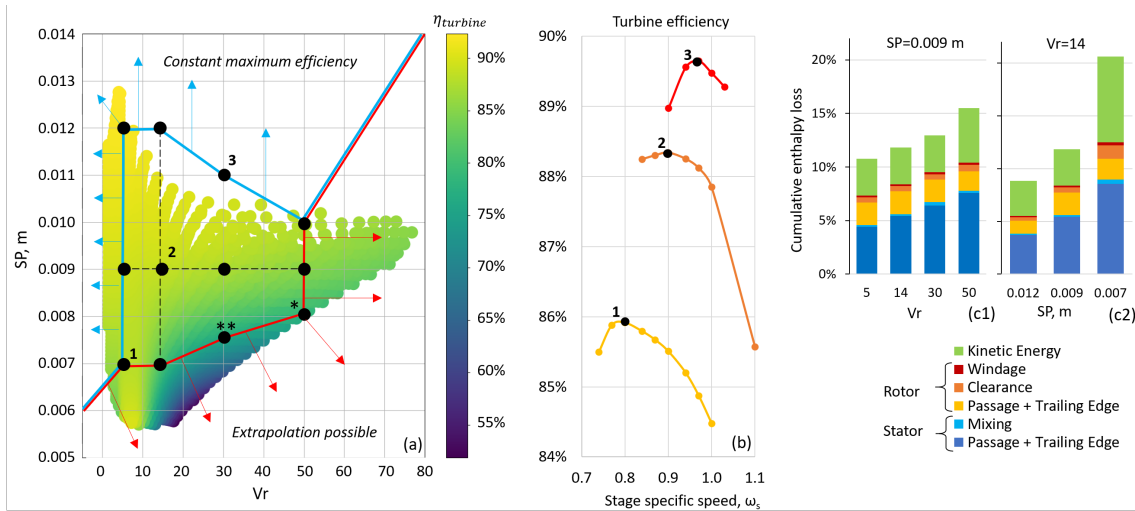 η_turbine
0.014
0.013
0.012
0.011
0.010
0.009
0.008
0.007
0.006
0.005
SP, m
0
10
20
30
40
50
60
70
80
Vr
Constant maximum efficiency
3
2
1
*
**
Extrapolation possible
(a)
90%
85%
80%
75%
70%
65%
60%
55%
Turbine efficiency
90%
89%
88%
87%
86%
85%
84%
3
2
1
(b)
0.7
0.8
0.9
1.0
1.1
Stage specific speed, ω_s
SP=0.009 m
Vr=14
Cumulative enthalpy loss
20%
15%
10%
5%
0%
5
14
30
50
Vr
(c1)
0.012
0.009
0.007
SP, m
(c2)
Kinetic Energy
Rotor
Windage
Clearance
Passage + Trailing Edge
Stator
Mixing
Passage + Trailing Edge